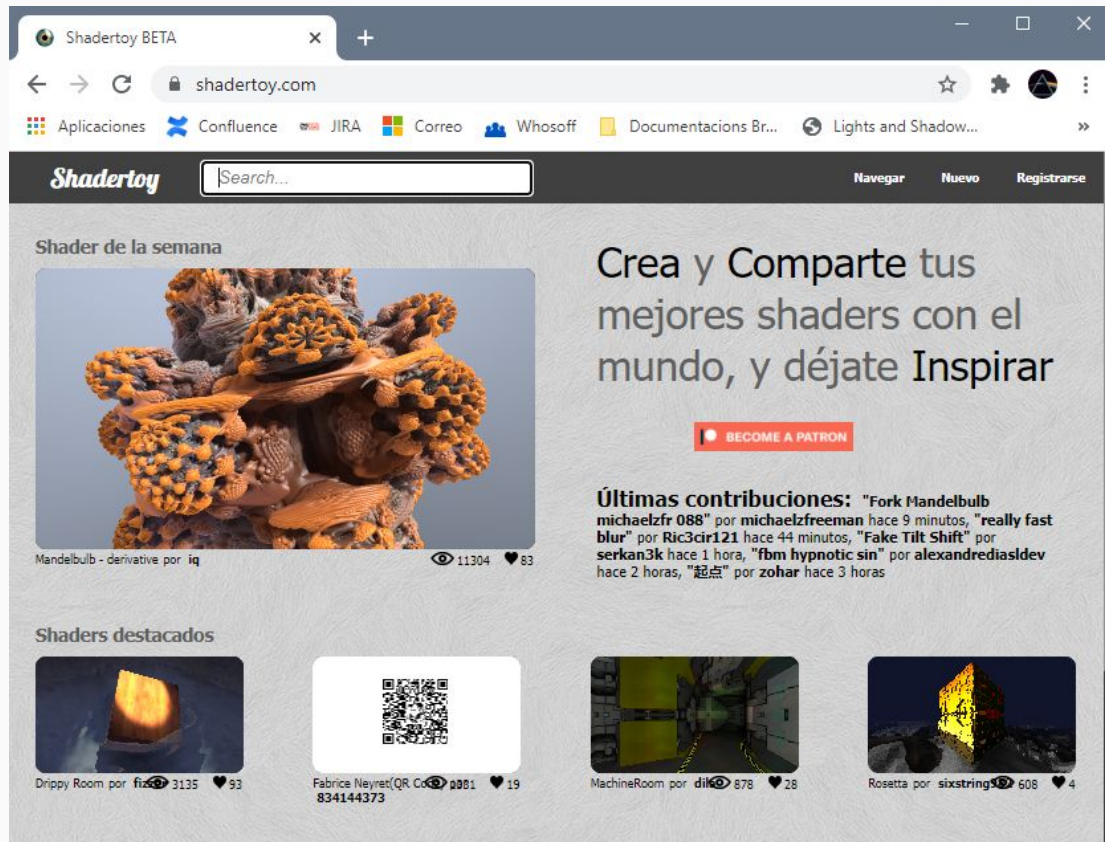 Shadertoy BETA
shadertoy.com
Aplicaciones Confluence JIRA Correo Whosoff Documentacions Br... Lights and Shadow... »
Shadertoy Search... Navegar Nuevo Registrarse
Shader de la semana
Mandelbulb - derivative por iq 11304 83
Crea y Comparte tus
mejores shaders con el
mundo, y déjate Inspirar
BECOME A PATRON
Últimas contribuciones: "Fork Mandelbulb
michaelzfr 088" por michaelzfreeman hace 9 minutos, "really fast
blur" por Ric3cir121 hace 44 minutos, "Fake Tilt Shift" por
serkan3k hace 1 hora, "fbm hypnotic sin" por alexandrediasldev
hace 2 horas, "起点" por zohar hace 3 horas
Shaders destacados
Drippy Room por 3135 93
Fabrice Neyret(QR 19
834144373
MachineRoom por 878 28
Rosetta por 608 4